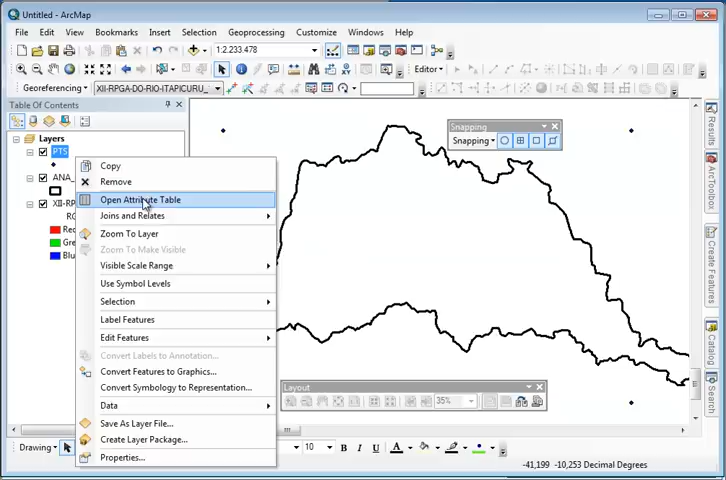 Untitled - ArcMap
File Edit View Bookmarks Insert Selection Geoprocessing Customize Windows Help
1:2.233.478 Editor
Georeferencing XII-RPGA-DO-RIO-ITAPICURU_
Table Of Contents
Layers
PTS
ANA_
XII-RP
RG
Red
Gre
Blu
Copy
Remove
Open Attribute Table
Joins and Relates
Zoom To Layer
Zoom To Make Visible
Visible Scale Range
Use Symbol Levels
Selection
Label Features
Edit Features
Convert Labels to Annotation...
Convert Features to Graphics...
Convert Symbology to Representation...
Data
Save As Layer File...
Create Layer Package...
Properties...
Snapping
Snapping
Layout
35%
Results
ArcToolbox
Create Features
Catalog
Search
Drawing 10 B I U A
-41,199 -10,253 Decimal Degrees